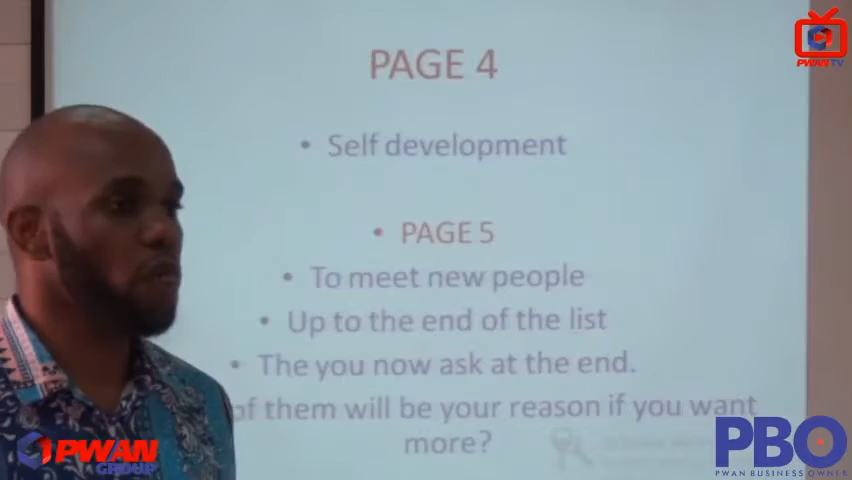 PWAN TV
PAGE 4
• Self development
• PAGE 5
• To meet new people
• Up to the end of the list
• The you now ask at the end.
of them will be your reason if you want
more?
PWAN
GROUP
PBO
PWAN BUSINESS OWNER